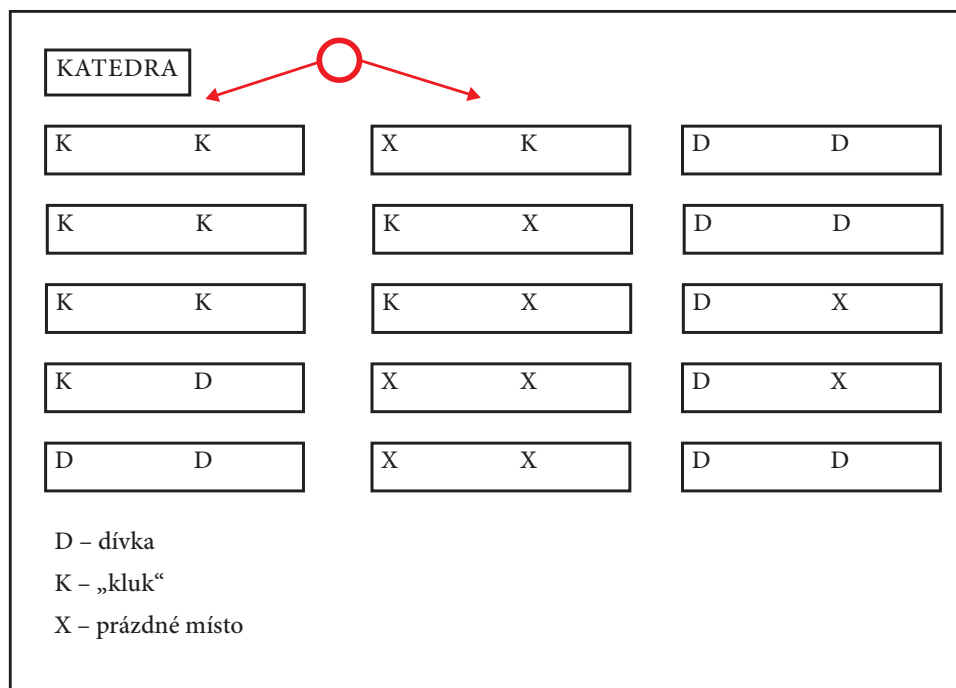 KATEDRA
K K X K D D
K K K X D D
K K K X D X
K D X X D X
D D X X D D
D – dívka
K – „kluk“
X – prázdné místo